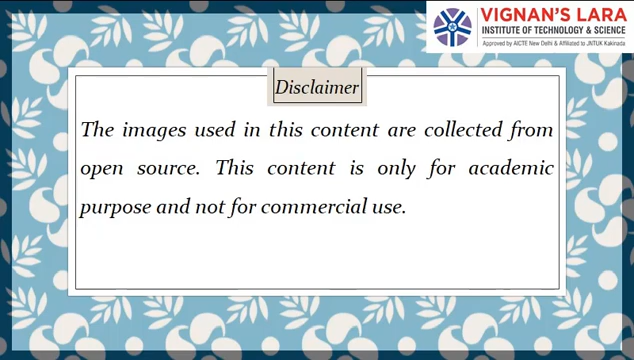 VIGNAN'S LARA
INSTITUTE OF TECHNOLOGY & SCIENCE
Approved by AICTE New Delhi & Affiliated to JNTUK Kakinada
Disclaimer
The images used in this content are collected from
open source. This content is only for academic
purpose and not for commercial use.